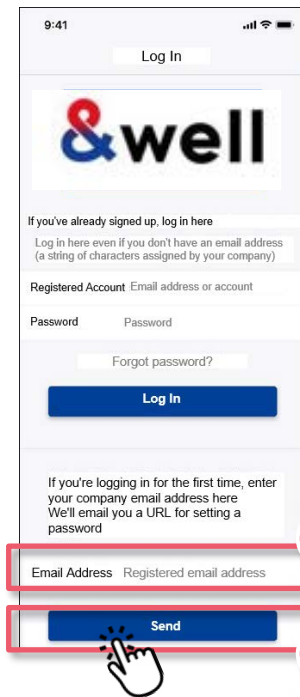 9:41
Log In
&well
If you've already signed up, log in here
Log in here even if you don't have an email address
(a string of characters assigned by your company)
Registered Account Email address or account
Password Password
Forgot password?
Log In
If you're logging in for the first time, enter
your company email address here
We'll email you a URL for setting a
password
Email Address Registered email address
Send